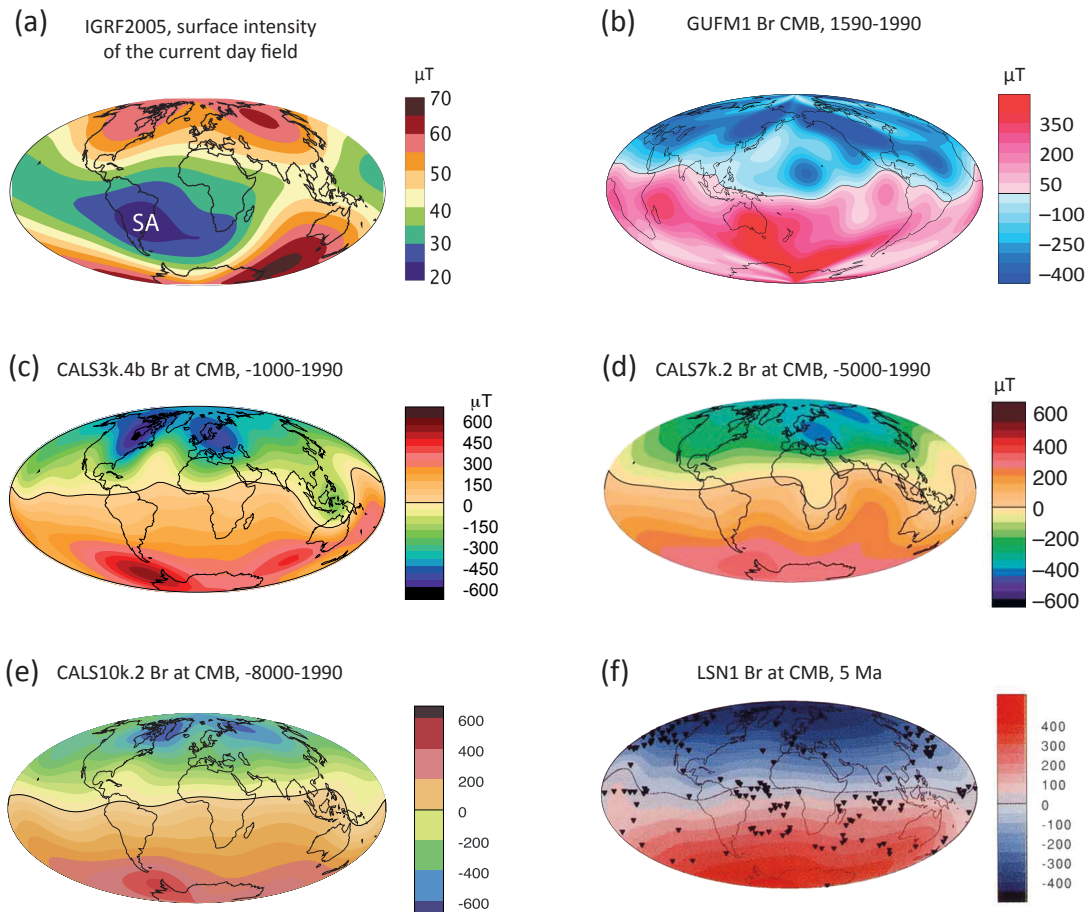 (a)
IGRF2005, surface intensity
of the current day field
μT
70
60
50
40
30
20
SA
(b)
GUFM1 Br CMB, 1590-1990
μT
350
200
50
−100
−250
−400
(c)
CALS3k.4b Br at CMB, -1000-1990
μT
600
450
300
150
0
-150
-300
-450
-600
(d)
CALS7k.2 Br at CMB, -5000-1990
μT
600
400
200
0
−200
−400
−600
(e)
CALS10k.2 Br at CMB, -8000-1990
600
400
200
0
-200
-400
-600
(f)
LSN1 Br at CMB, 5 Ma
400
300
200
100
0
-100
-200
-300
-400